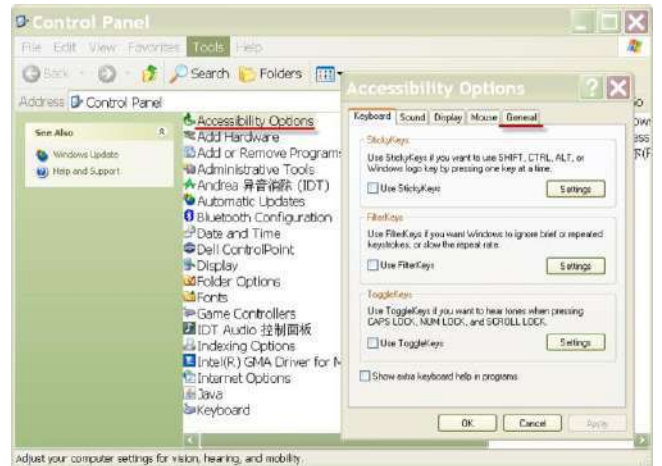 Control Panel
File Edit View Favorites Tools Help
Back Search Folders
Address Control Panel
See Also
Windows Update
Help and Support
Accessibility Options
Add Hardware
Add or Remove Program
Administrative Tools
Andrea 異音消除 (IDT)
Automatic Updates
Bluetooth Configuration
Date and Time
Dell ControlPoint
Display
Folder Options
Fonts
Game Controllers
IDT Audio 控制面板
Indexing Options
Intel(R) GMA Driver for M
Internet Options
Java
Keyboard
Accessibility Options
Keyboard Sound Display Mouse General
StickyKeys
Use StickyKeys if you want to use SHIFT, CTRL, ALT, or
Windows logo key by pressing one key at a time.
Use StickyKeys Settings
FilterKeys
Use FilterKeys if you want Windows to ignore brief or repeated
keystrokes, or slow the repeat rate.
Use FilterKeys Settings
ToggleKeys
Use ToggleKeys if you want to hear tones when pressing
CAPS LOCK, NUM LOCK, and SCROLL LOCK.
Use ToggleKeys Settings
Show extra keyboard help in programs
OK Cancel Apply
Adjust your computer settings for vision, hearing, and mobility.